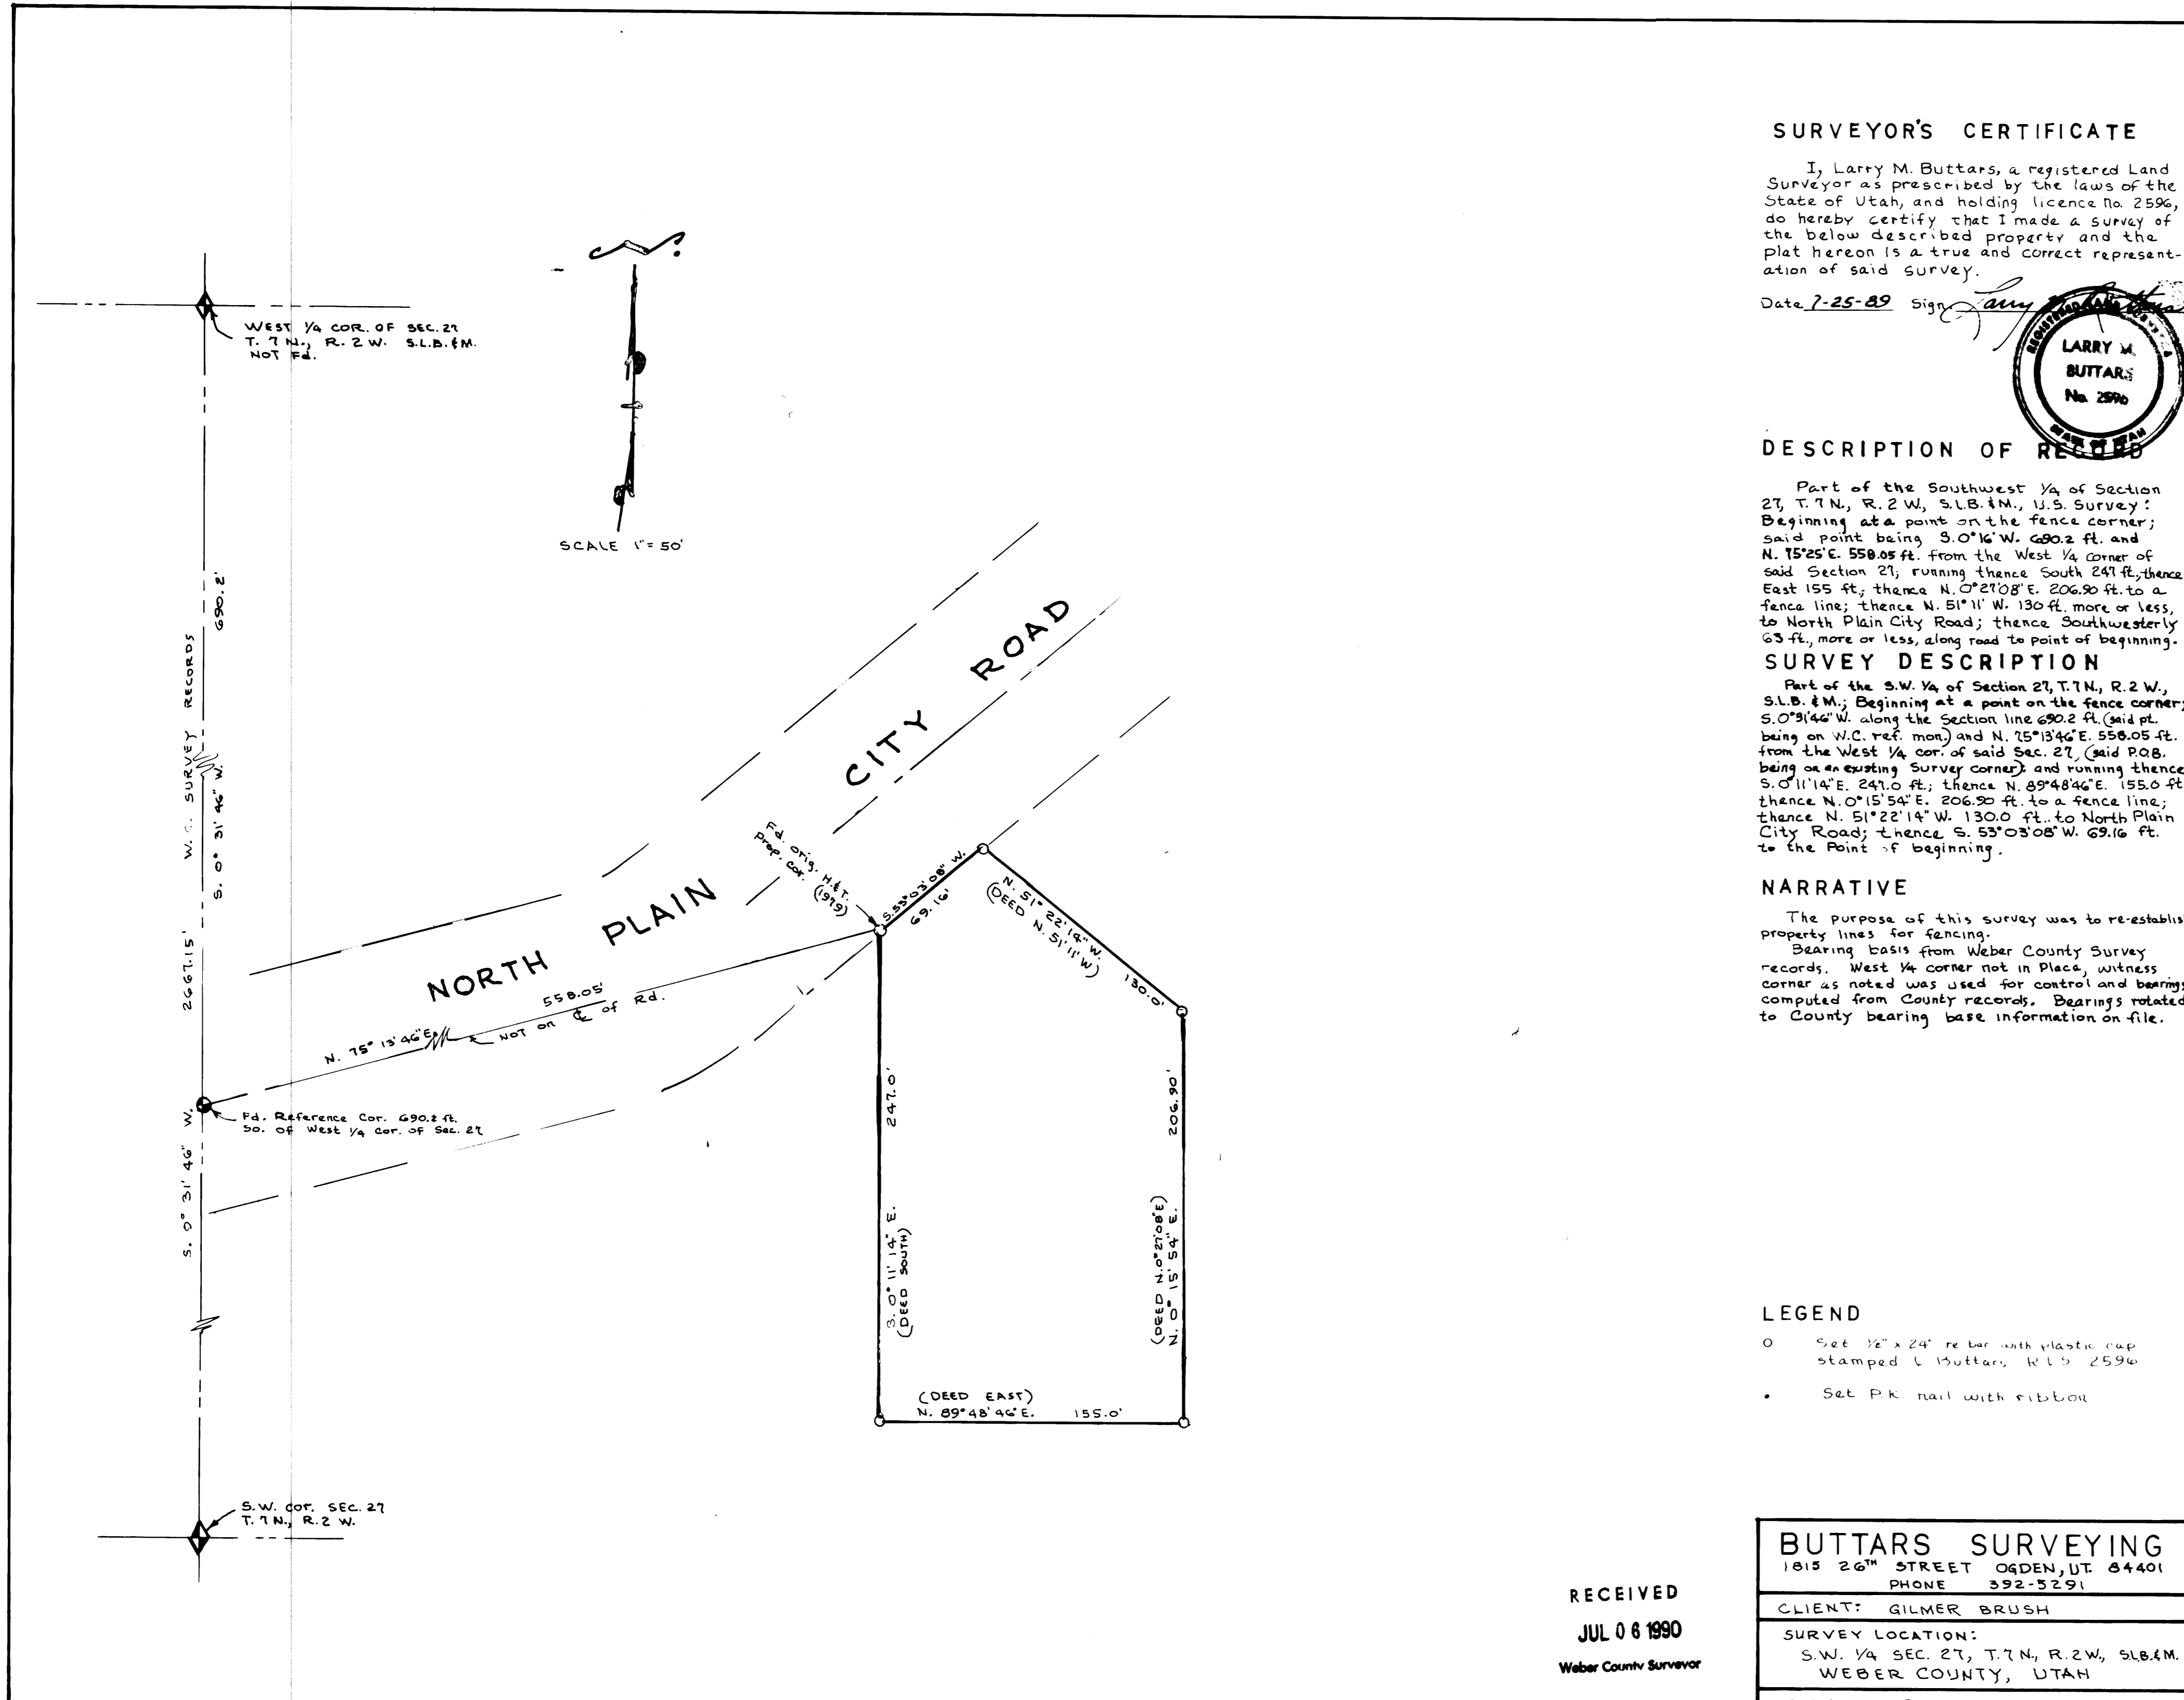 WEST 1/4 COR. OF SEC. 27
T. 7 N., R. 2 W. S.L.B.&M.
NOT Fd.
N
SCALE 1"= 50'
690.2'
W.C. SURVEY RECORDS
S. 0° 31' 46" W.
2667.15'
S. 0° 31' 46" W.
NORTH PLAIN CITY ROAD
Fd. orig. H.&T.
prop. cor.
(1979)
S. 53° 03' 08" W.
69.16'
N. 51° 22' 14" W.
(DEED N. 51° 11' W)
130.0'
N. 75° 13' 46" E.
558.05'
NOT on ℄ of Rd.
Fd. Reference Cor. 690.2 ft.
So. of West 1/4 Cor. of Sec. 27
247.0'
S. 0° 11' 14" E.
(DEED SOUTH)
206.90'
(DEED N. 0° 27' 08" E)
N. 0° 15' 54" E.
(DEED EAST)
N. 89° 48' 46" E. 155.0'
S.W. COR. SEC. 27
T. 7 N., R. 2 W.
RECEIVED
JUL 0 6 1990
Weber County Surveyor
SURVEYOR'S CERTIFICATE
I, Larry M. Buttars, a registered Land
Surveyor as prescribed by the laws of the
State of Utah, and holding licence no. 2596,
do hereby certify that I made a survey of
the below described property and the
plat hereon is a true and correct represent-
ation of said survey.
Date 7-25-89 Sign Larry
LARRY M.
BUTTARS
No. 2596
DESCRIPTION OF RECORD
Part of the Southwest 1/4 of Section
27, T. 7 N., R. 2 W., S.L.B.&M., U.S. Survey:
Beginning at a point on the fence corner;
said point being S. 0°16' W. 690.2 ft. and
N. 75°25' E. 558.05 ft. from the West 1/4 corner of
said Section 27; running thence South 247 ft., thence
East 155 ft., thence N. 0°27'08" E. 206.90 ft. to a
fence line; thence N. 51°11' W. 130 ft. more or less,
to North Plain City Road; thence Southwesterly
63 ft., more or less, along road to point of beginning.
SURVEY DESCRIPTION
Part of the S.W. 1/4 of Section 27, T. 7 N., R. 2 W.,
S.L.B. & M.; Beginning at a point on the fence corner;
S. 0°31'46" W. along the Section line 690.2 ft. (said pt.
being on W.C. ref. mon.) and N. 75°13'46" E. 558.05 ft.
from the West 1/4 cor. of said Sec. 27, (said P.O.B.
being on an existing Survey corner); and running thence
S. 0°11'14" E. 247.0 ft.; thence N. 89°48'46" E. 155.0 ft
thence N. 0°15'54" E. 206.90 ft. to a fence line;
thence N. 51°22'14" W. 130.0 ft. to North Plain
City Road; thence S. 53°03'08" W. 69.16 ft.
to the Point of beginning.
NARRATIVE
The purpose of this survey was to re-establis
property lines for fencing.
Bearing basis from Weber County Survey
records. West 1/4 corner not in Place, witness
corner as noted was used for control and bearings
computed from County records. Bearings rotated
to County bearing base information on file.
LEGEND
O Set 1/2" x 24" re bar with plastic cap
stamped L Buttars RLS 2596
• Set P.K. nail with ribbon
BUTTARS SURVEYING
1815 26TH STREET OGDEN, UT. 84401
PHONE 392-5291
CLIENT: GILMER BRUSH
SURVEY LOCATION:
S.W. 1/4 SEC. 27, T. 7 N., R. 2 W., S.L.B.&M.
WEBER COUNTY, UTAH